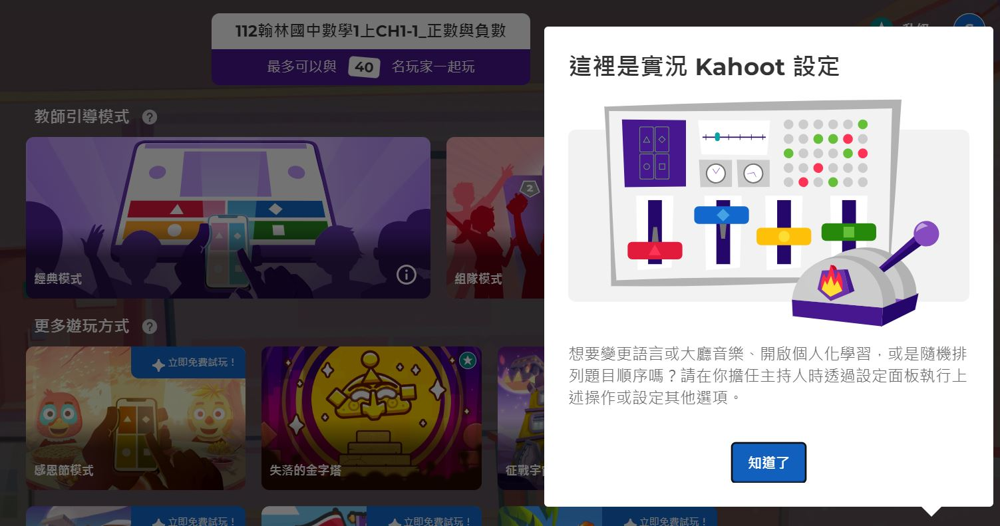 112翰林國中數學1上CH1-1_正數與負數
最多可以與 40 名玩家一起玩
升級
教師引導模式 ?
2
經典模式
組隊模式
更多遊玩方式 ?
立即免費試玩！
感恩節模式
失落的金字塔
征戰宇
立即免費試玩！
立即免費試玩！
立即免費試玩！
這裡是實況 Kahoot 設定
想要變更語言或大廳音樂、開啟個人化學習，或是隨機排
列題目順序嗎？請在你擔任主持人時透過設定面板執行上
述操作或設定其他選項。
知道了